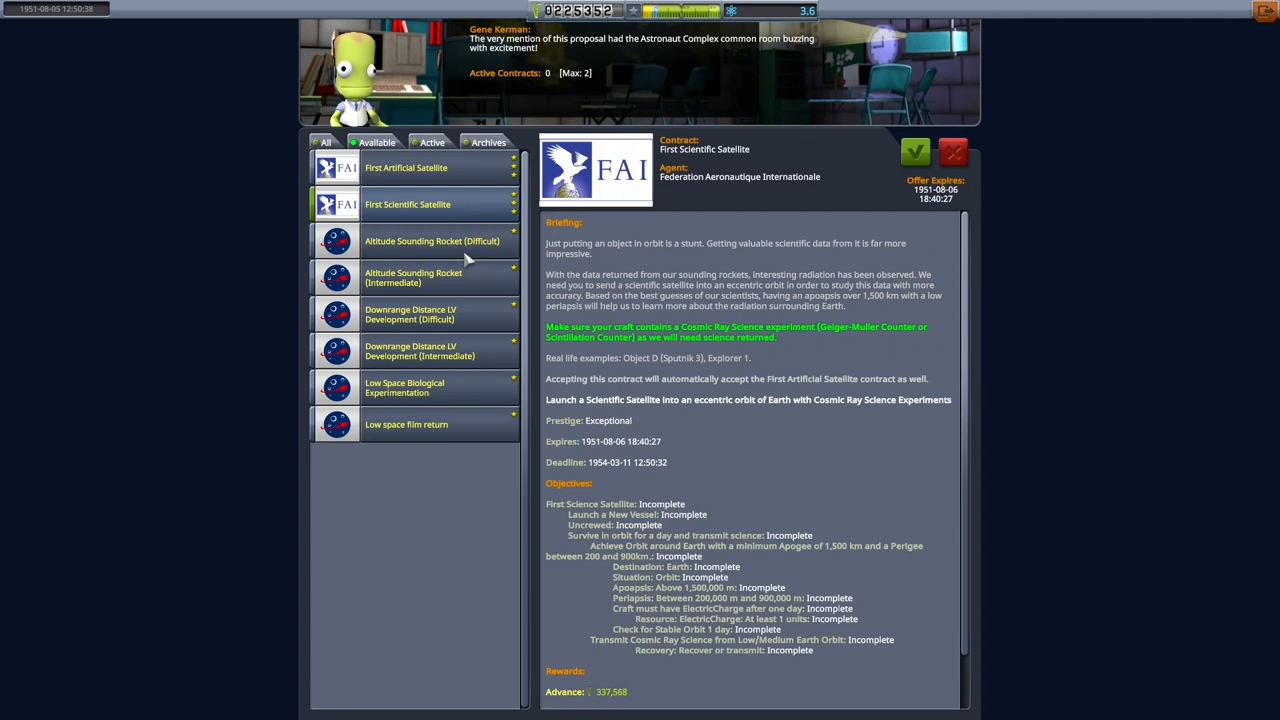 1951-08-05 12:50:38
0225352
3.6
Gene Kerman:
The very mention of this proposal had the Astronaut Complex common room buzzing
with excitement!
Active Contracts: 0 [Max: 2]
All
Available
Active
Archives
FAI
First Artificial Satellite
FAI
First Scientific Satellite
Altitude Sounding Rocket (Difficult)
Altitude Sounding Rocket
(Intermediate)
Downrange Distance LV
Development (Difficult)
Downrange Distance LV
Development (Intermediate)
Low Space Biological
Experimentation
Low space film return
FAI
Contract:
First Scientific Satellite
Agent:
Federation Aeronautique Internationale
Offer Expires:
1951-08-06
18:40:27
Briefing:
Just putting an object in orbit is a stunt. Getting valuable scientific data from it is far more
impressive.
With the data returned from our sounding rockets, interesting radiation has been observed. We
need you to send a scientific satellite into an eccentric orbit in order to study this data with more
accuracy. Based on the best guesses of our scientists, having an apoapsis over 1,500 km with a low
periapsis will help us to learn more about the radiation surrounding Earth.
Make sure your craft contains a Cosmic Ray Science experiment (Geiger-Muller Counter or
Scintillation Counter) as we will need science returned.
Real life examples: Object D (Sputnik 3), Explorer 1.
Accepting this contract will automatically accept the First Artificial Satellite contract as well.
Launch a Scientific Satellite into an eccentric orbit of Earth with Cosmic Ray Science Experiments
Prestige: Exceptional
Expires: 1951-08-06 18:40:27
Deadline: 1954-03-11 12:50:32
Objectives:
First Science Satellite: Incomplete
Launch a New Vessel: Incomplete
Uncrewed: Incomplete
Survive in orbit for a day and transmit science: Incomplete
Achieve Orbit around Earth with a minimum Apogee of 1,500 km and a Perigee
between 200 and 900km.: Incomplete
Destination: Earth: Incomplete
Situation: Orbit: Incomplete
Apoapsis: Above 1,500,000 m: Incomplete
Periapsis: Between 200,000 m and 900,000 m: Incomplete
Craft must have ElectricCharge after one day: Incomplete
Resource: ElectricCharge: At least 1 units: Incomplete
Check for Stable Orbit 1 day: Incomplete
Transmit Cosmic Ray Science from Low/Medium Earth Orbit: Incomplete
Recovery: Recover or transmit: Incomplete
Rewards:
Advance: 337,568